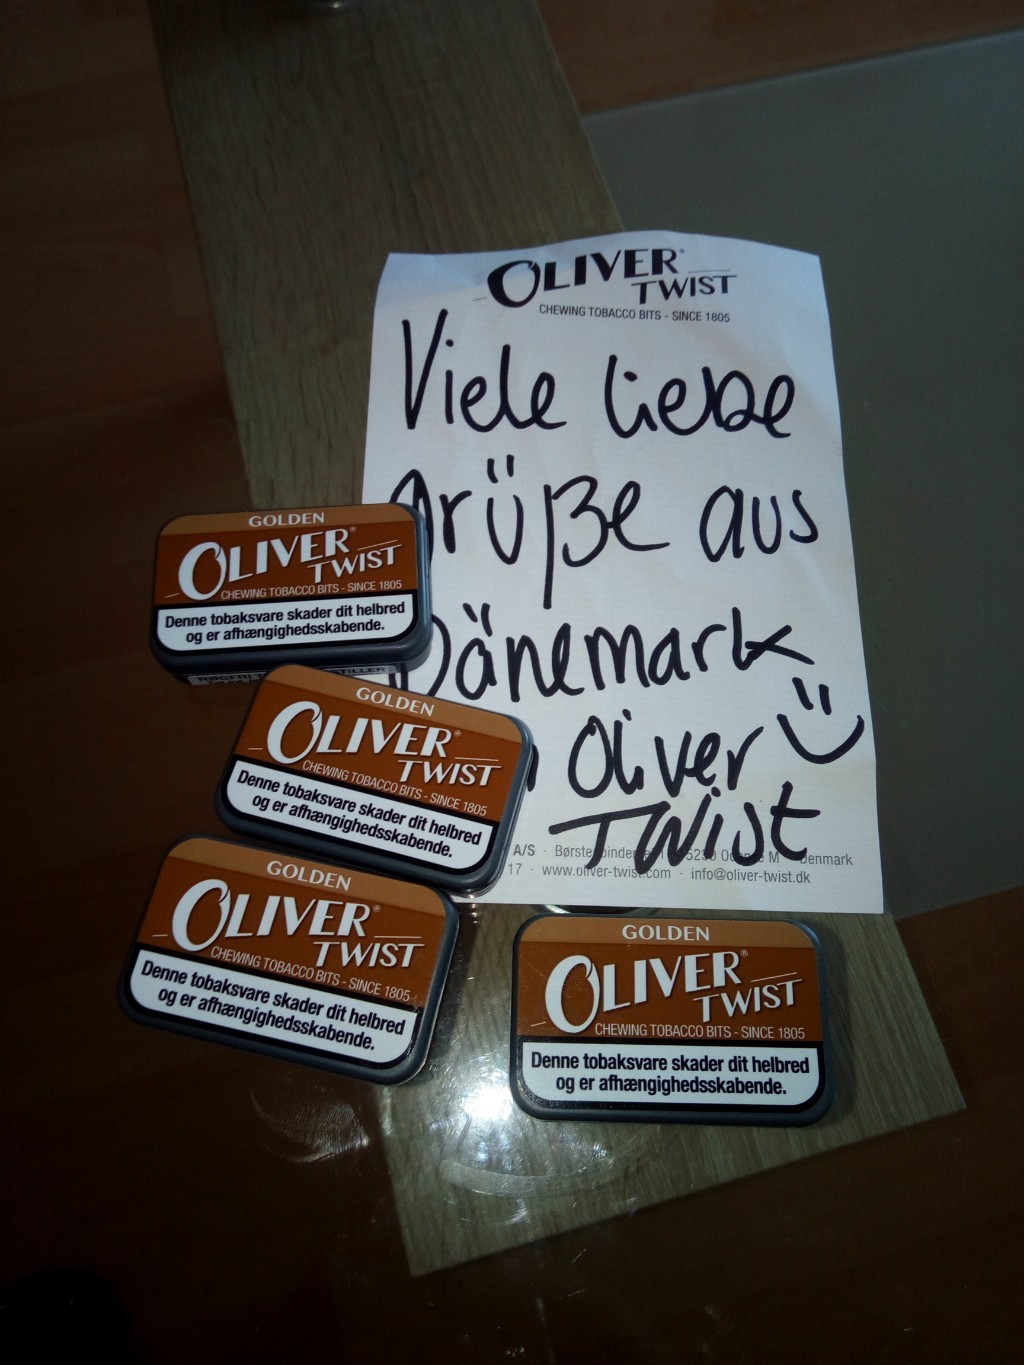 OLIVER
TWIST
CHEWING TOBACCO BITS - SINCE 1805
Viele liebe
Grüße aus
Dänemark
Oliver
Twist
A/S · Denmark
17 · www.oliver-twist.com · info@oliver-twist.dk
GOLDEN
OLIVER
TWIST
CHEWING TOBACCO BITS - SINCE 1805
Denne tobaksvare skader dit helbred
og er afhængighedsskabende.
GOLDEN
OLIVER
TWIST
CHEWING TOBACCO BITS - SINCE 1805
Denne tobaksvare skader dit helbred
og er afhængighedsskabende.
GOLDEN
OLIVER
TWIST
CHEWING TOBACCO BITS - SINCE 1805
Denne tobaksvare skader dit helbred
og er afhængighedsskabende.
GOLDEN
OLIVER
TWIST
CHEWING TOBACCO BITS - SINCE 1805
Denne tobaksvare skader dit helbred
og er afhængighedsskabende.